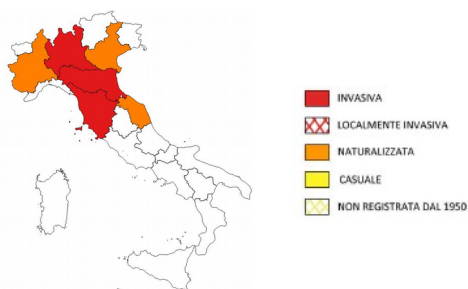 INVASIVA
LOCALMENTE INVASIVA
NATURALIZZATA
CASUALE
NON REGISTRATA DAL 1950